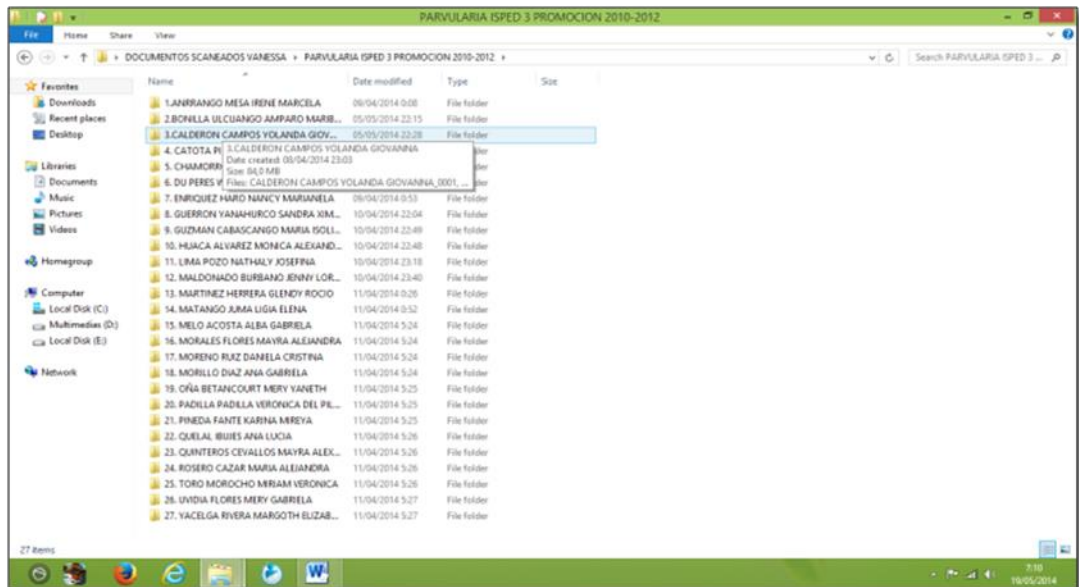 PARVULARIA ISPED 3 PROMOCION 2010-2012
File Home Share View
DOCUMENTOS SCANEADOS VANESSA PARVULARIA ISPED 3 PROMOCION 2010-2012
Search PARVULARIA ISPED 3 ...
Name Date modified Type Size
Favorites
Downloads
Recent places
Desktop
Libraries
Documents
Music
Pictures
Videos
Homegroup
Computer
Local Disk (C:)
Multimedias (D:)
Local Disk (E:)
Network
1.ANRRANGO MESA IRENE MARCELA 09/04/2014 0:08 File folder
2.BONILLA ULCUANGO AMPARO MARIB... 05/05/2014 22:15 File folder
3.CALDERON CAMPOS YOLANDA GIOV... 05/05/2014 22:28 File folder
4. CATOTA
5. CHAMORR
6. DU PERES
3.CALDERON CAMPOS YOLANDA GIOVANNA
Date created: 08/04/2014 23:03
Size: 84,0 MB
Files: CALDERON CAMPOS YOLANDA GIOVANNA_0001, ...
7. ENRIQUEZ HARO NANCY MARIANELA 09/04/2014 0:53 File folder
8. GUERRON YANAHURCO SANDRA XIM... 10/04/2014 22:04 File folder
9. GUZMAN CABASCANGO MARIA ISOLI... 10/04/2014 22:49 File folder
10. HUACA ALVAREZ MONICA ALEXAND... 10/04/2014 22:48 File folder
11. LIMA POZO NATHALY JOSEFINA 10/04/2014 23:18 File folder
12. MALDONADO BURBANO JENNY LOR... 10/04/2014 23:40 File folder
13. MARTINEZ HERRERA GLENDY ROCIO 11/04/2014 0:26 File folder
14. MATANGO JUMA LIGIA ELENA 11/04/2014 0:52 File folder
15. MELO ACOSTA ALBA GABRIELA 11/04/2014 5:24 File folder
16. MORALES FLORES MAYRA ALEJANDRA 11/04/2014 5:24 File folder
17. MORENO RUIZ DANIELA CRISTINA 11/04/2014 5:24 File folder
18. MORILLO DIAZ ANA GABRIELA 11/04/2014 5:24 File folder
19. OÑA BETANCOURT MERY YANETH 11/04/2014 5:25 File folder
20. PADILLA PADILLA VERONICA DEL PIL... 11/04/2014 5:25 File folder
21. PINEDA FANTE KARINA MIREYA 11/04/2014 5:25 File folder
22. QUELAL IBUJES ANA LUCIA 11/04/2014 5:26 File folder
23. QUINTEROS CEVALLOS MAYRA ALEX... 11/04/2014 5:26 File folder
24. ROSERO CAZAR MARIA ALEJANDRA 11/04/2014 5:26 File folder
25. TORO MOROCHO MIRIAM VERONICA 11/04/2014 5:26 File folder
26. UVIDIA FLORES MERY GABRIELA 11/04/2014 5:27 File folder
27. YACELGA RIVERA MARGOTH ELIZAB... 11/04/2014 5:27 File folder
27 items
7:10
19/05/2014